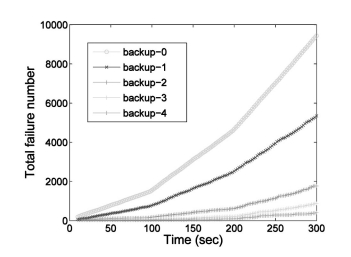 10000
8000
6000
4000
2000
0
Total failure number
backup−0
backup−1
backup−2
backup−3
backup−4
0 50 100 150 200 250 300
Time (sec)